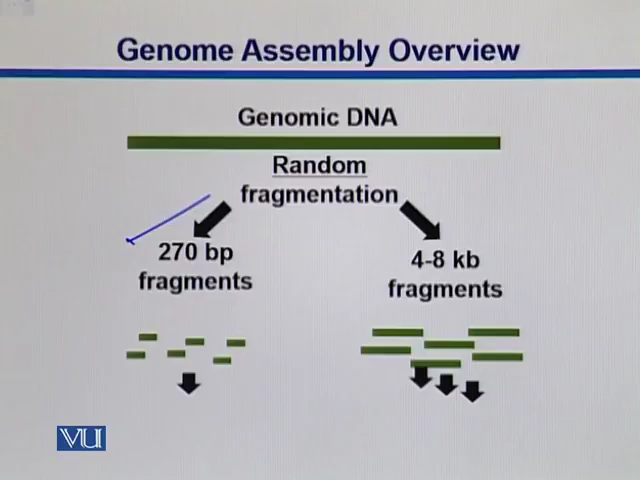 Genome Assembly Overview
Genomic DNA
Random
fragmentation
270 bp
fragments
4-8 kb
fragments
VU